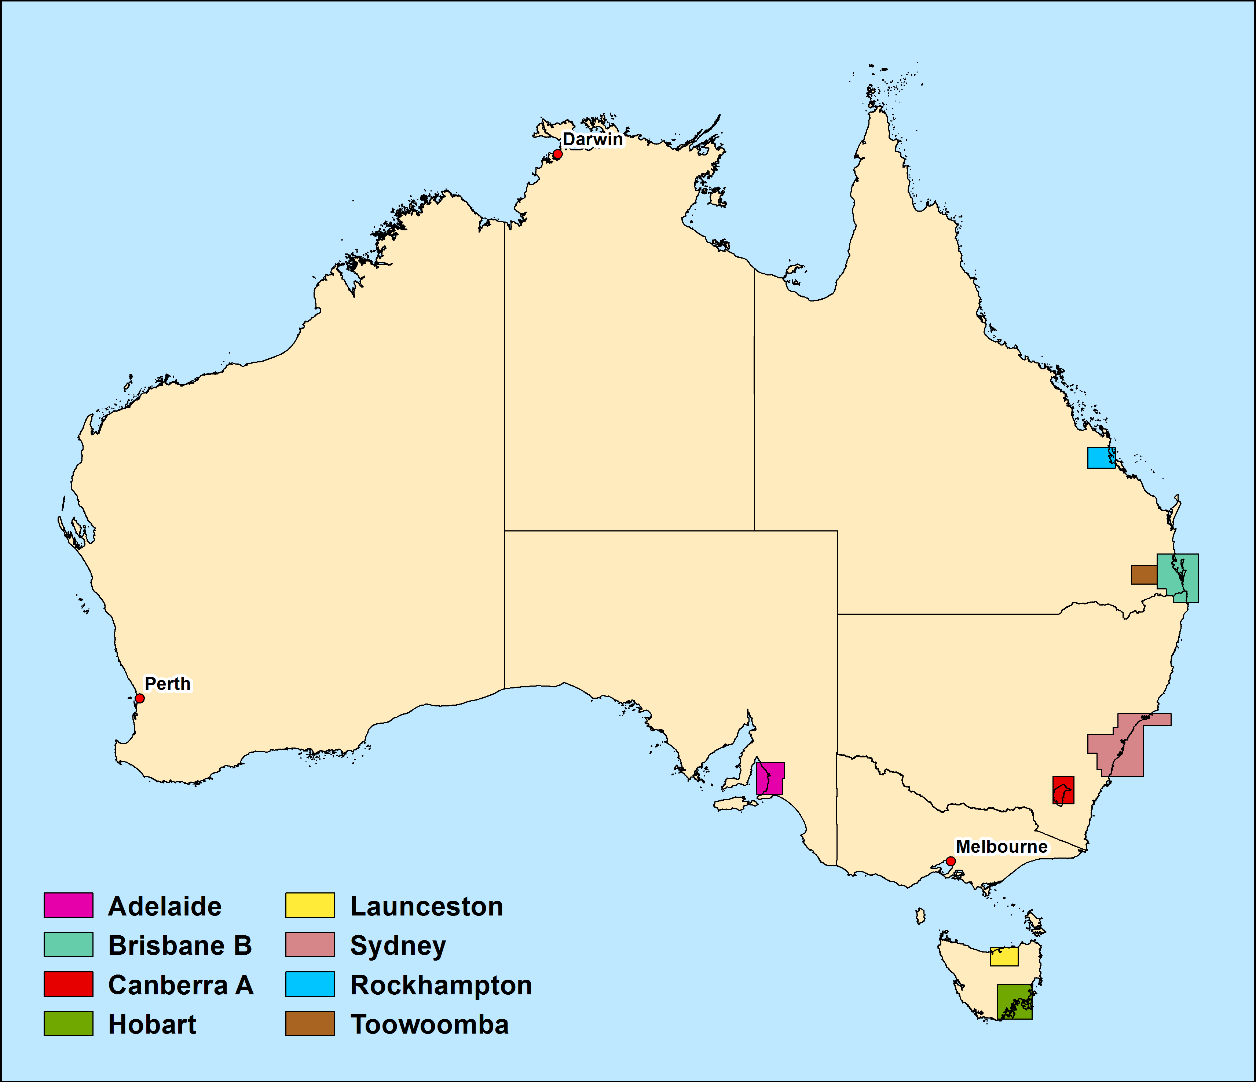 Darwin
Perth
Melbourne
Adelaide
Brisbane B
Canberra A
Hobart
Launceston
Sydney
Rockhampton
Toowoomba